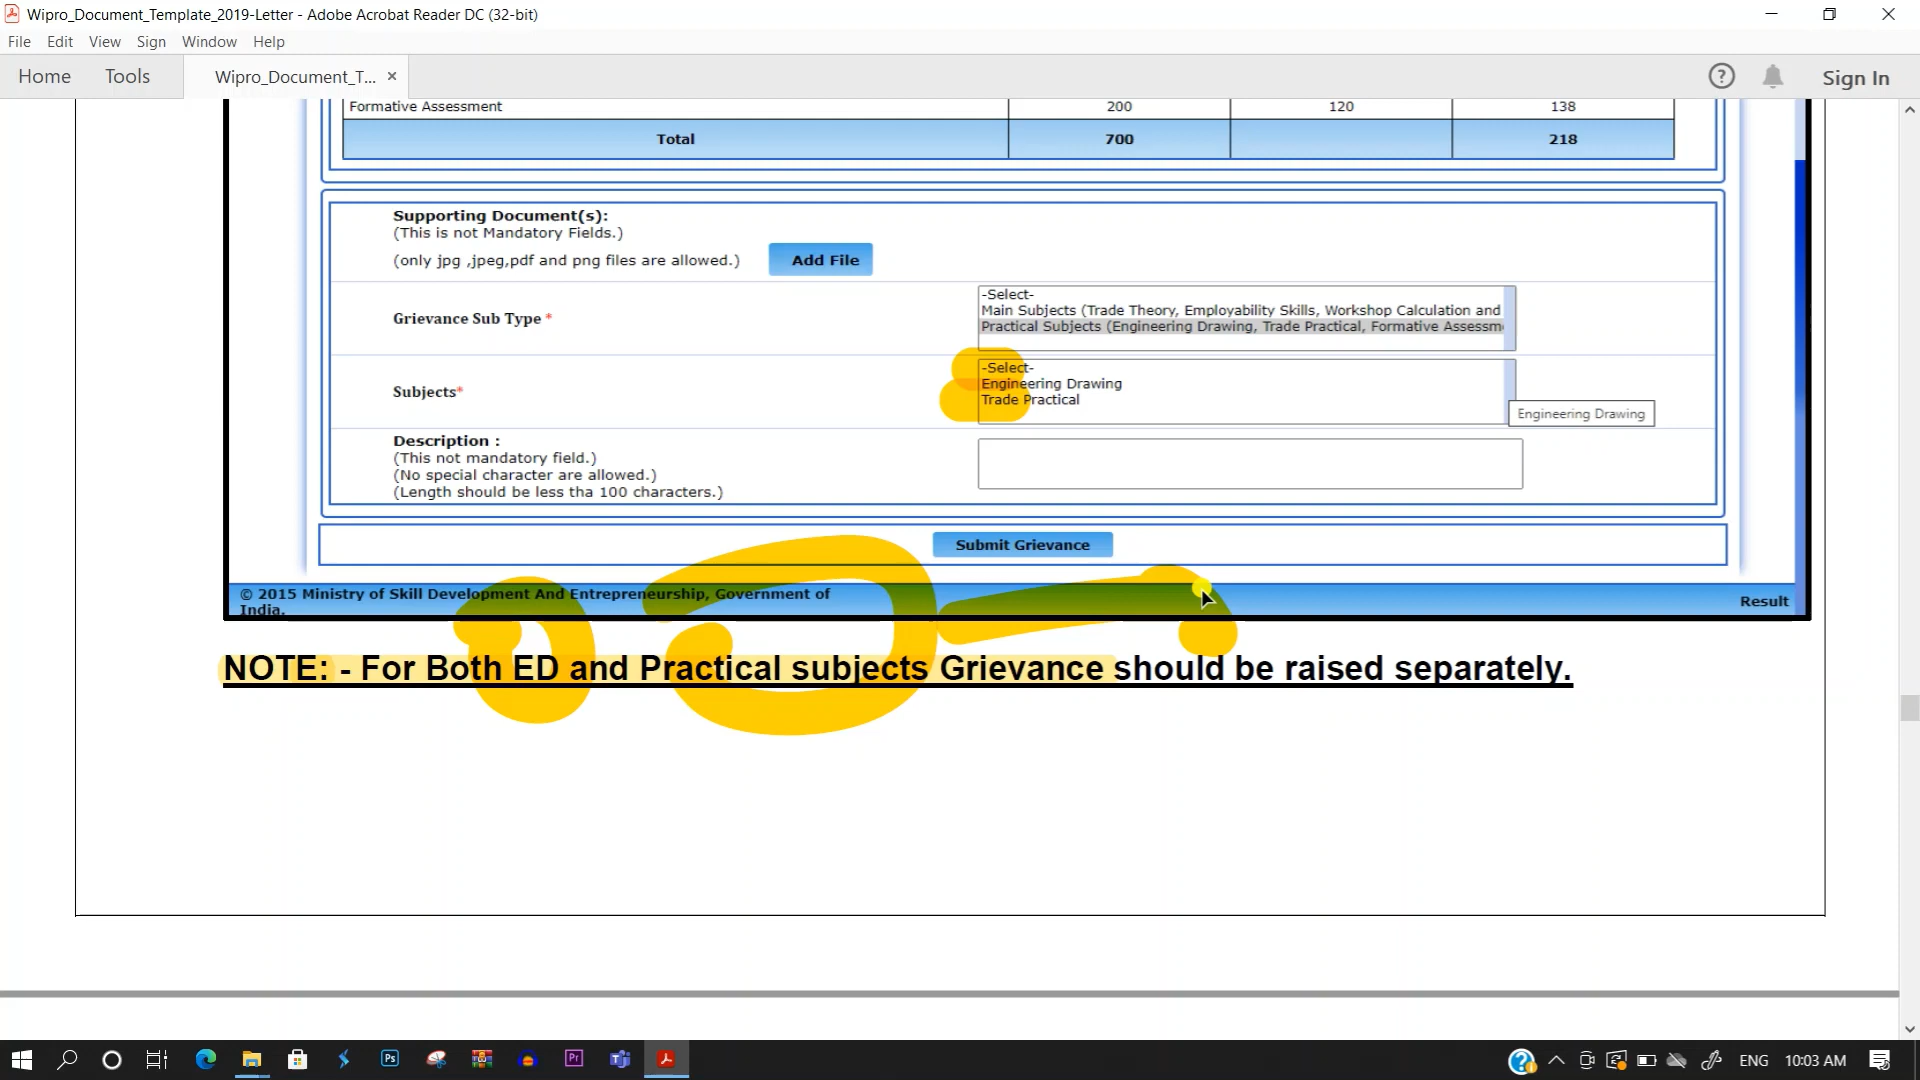 Wipro_Document_Template_2019-Letter - Adobe Acrobat Reader DC (32-bit)
File Edit View Sign Window Help
Home Tools Wipro_Document_T... × ? Sign In
Formative Assessment 200 120 138
Total 700 218
Supporting Document(s):
(This is not Mandatory Fields.)
(only jpg ,jpeg,pdf and png files are allowed.) Add File
Grievance Sub Type *
-Select-
Main Subjects (Trade Theory, Employability Skills, Workshop Calculation and
Practical Subjects (Engineering Drawing, Trade Practical, Formative Assessm
Subjects*
-Select-
Engineering Drawing
Trade Practical
Engineering Drawing
Description :
(This not mandatory field.)
(No special character are allowed.)
(Length should be less tha 100 characters.)
Submit Grievance
© 2015 Ministry of Skill Development And Entrepreneurship, Government of
India.
Result
NOTE: - For Both ED and Practical subjects Grievance should be raised separately.
Ps Pr ENG 10:03 AM